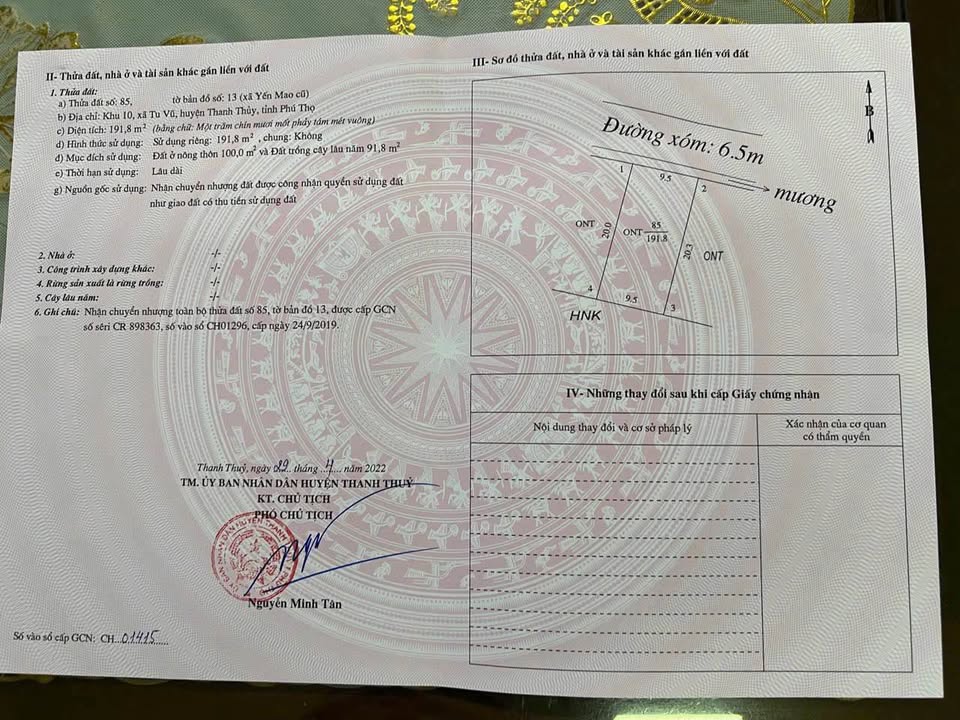 II- Thửa đất, nhà ở và tài sản khác gắn liền với đất
1. Thửa đất:
a) Thửa đất số: 85, tờ bản đồ số: 13 (xã Yến Mao cũ)
b) Địa chỉ: Khu 10, xã Tu Vũ, huyện Thanh Thủy, tỉnh Phú Thọ
c) Diện tích: 191,8 m² (bằng chữ: Một trăm chín mươi mốt phẩy tám mét vuông)
d) Hình thức sử dụng: Sử dụng riêng: 191,8 m², chung: Không
đ) Mục đích sử dụng: Đất ở nông thôn 100,0 m² và Đất trồng cây lâu năm 91,8 m²
e) Thời hạn sử dụng: Lâu dài
g) Nguồn gốc sử dụng: Nhận chuyển nhượng đất được công nhận quyền sử dụng đất
như giao đất có thu tiền sử dụng đất
2. Nhà ở: -/-
3. Công trình xây dựng khác: -/-
4. Rừng sản xuất là rừng trồng: -/-
5. Cây lâu năm: -/-
6. Ghi chú: Nhận chuyển nhượng toàn bộ thửa đất số 85, tờ bản đồ 13, được cấp GCN
số sêri CR 898363, số vào sổ CH01296, cấp ngày 24/9/2019.
Thanh Thuỷ, ngày 29 tháng 4 năm 2022
TM. ỦY BAN NHÂN DÂN HUYỆN THANH THUỶ
KT. CHỦ TỊCH
PHÓ CHỦ TỊCH
Nguyễn Minh Tân
Số vào sổ cấp GCN: CH...01415......
III- Sơ đồ thửa đất, nhà ở và tài sản khác gắn liền với đất
B
Đường xóm: 6.5m
mương
1
9.5
2
ONT
20.0
ONT
85
191.8
20.3
ONT
4
9.5
3
HNK
IV- Những thay đổi sau khi cấp Giấy chứng nhận
Nội dung thay đổi và cơ sở pháp lý
Xác nhận của cơ quan
có thẩm quyền